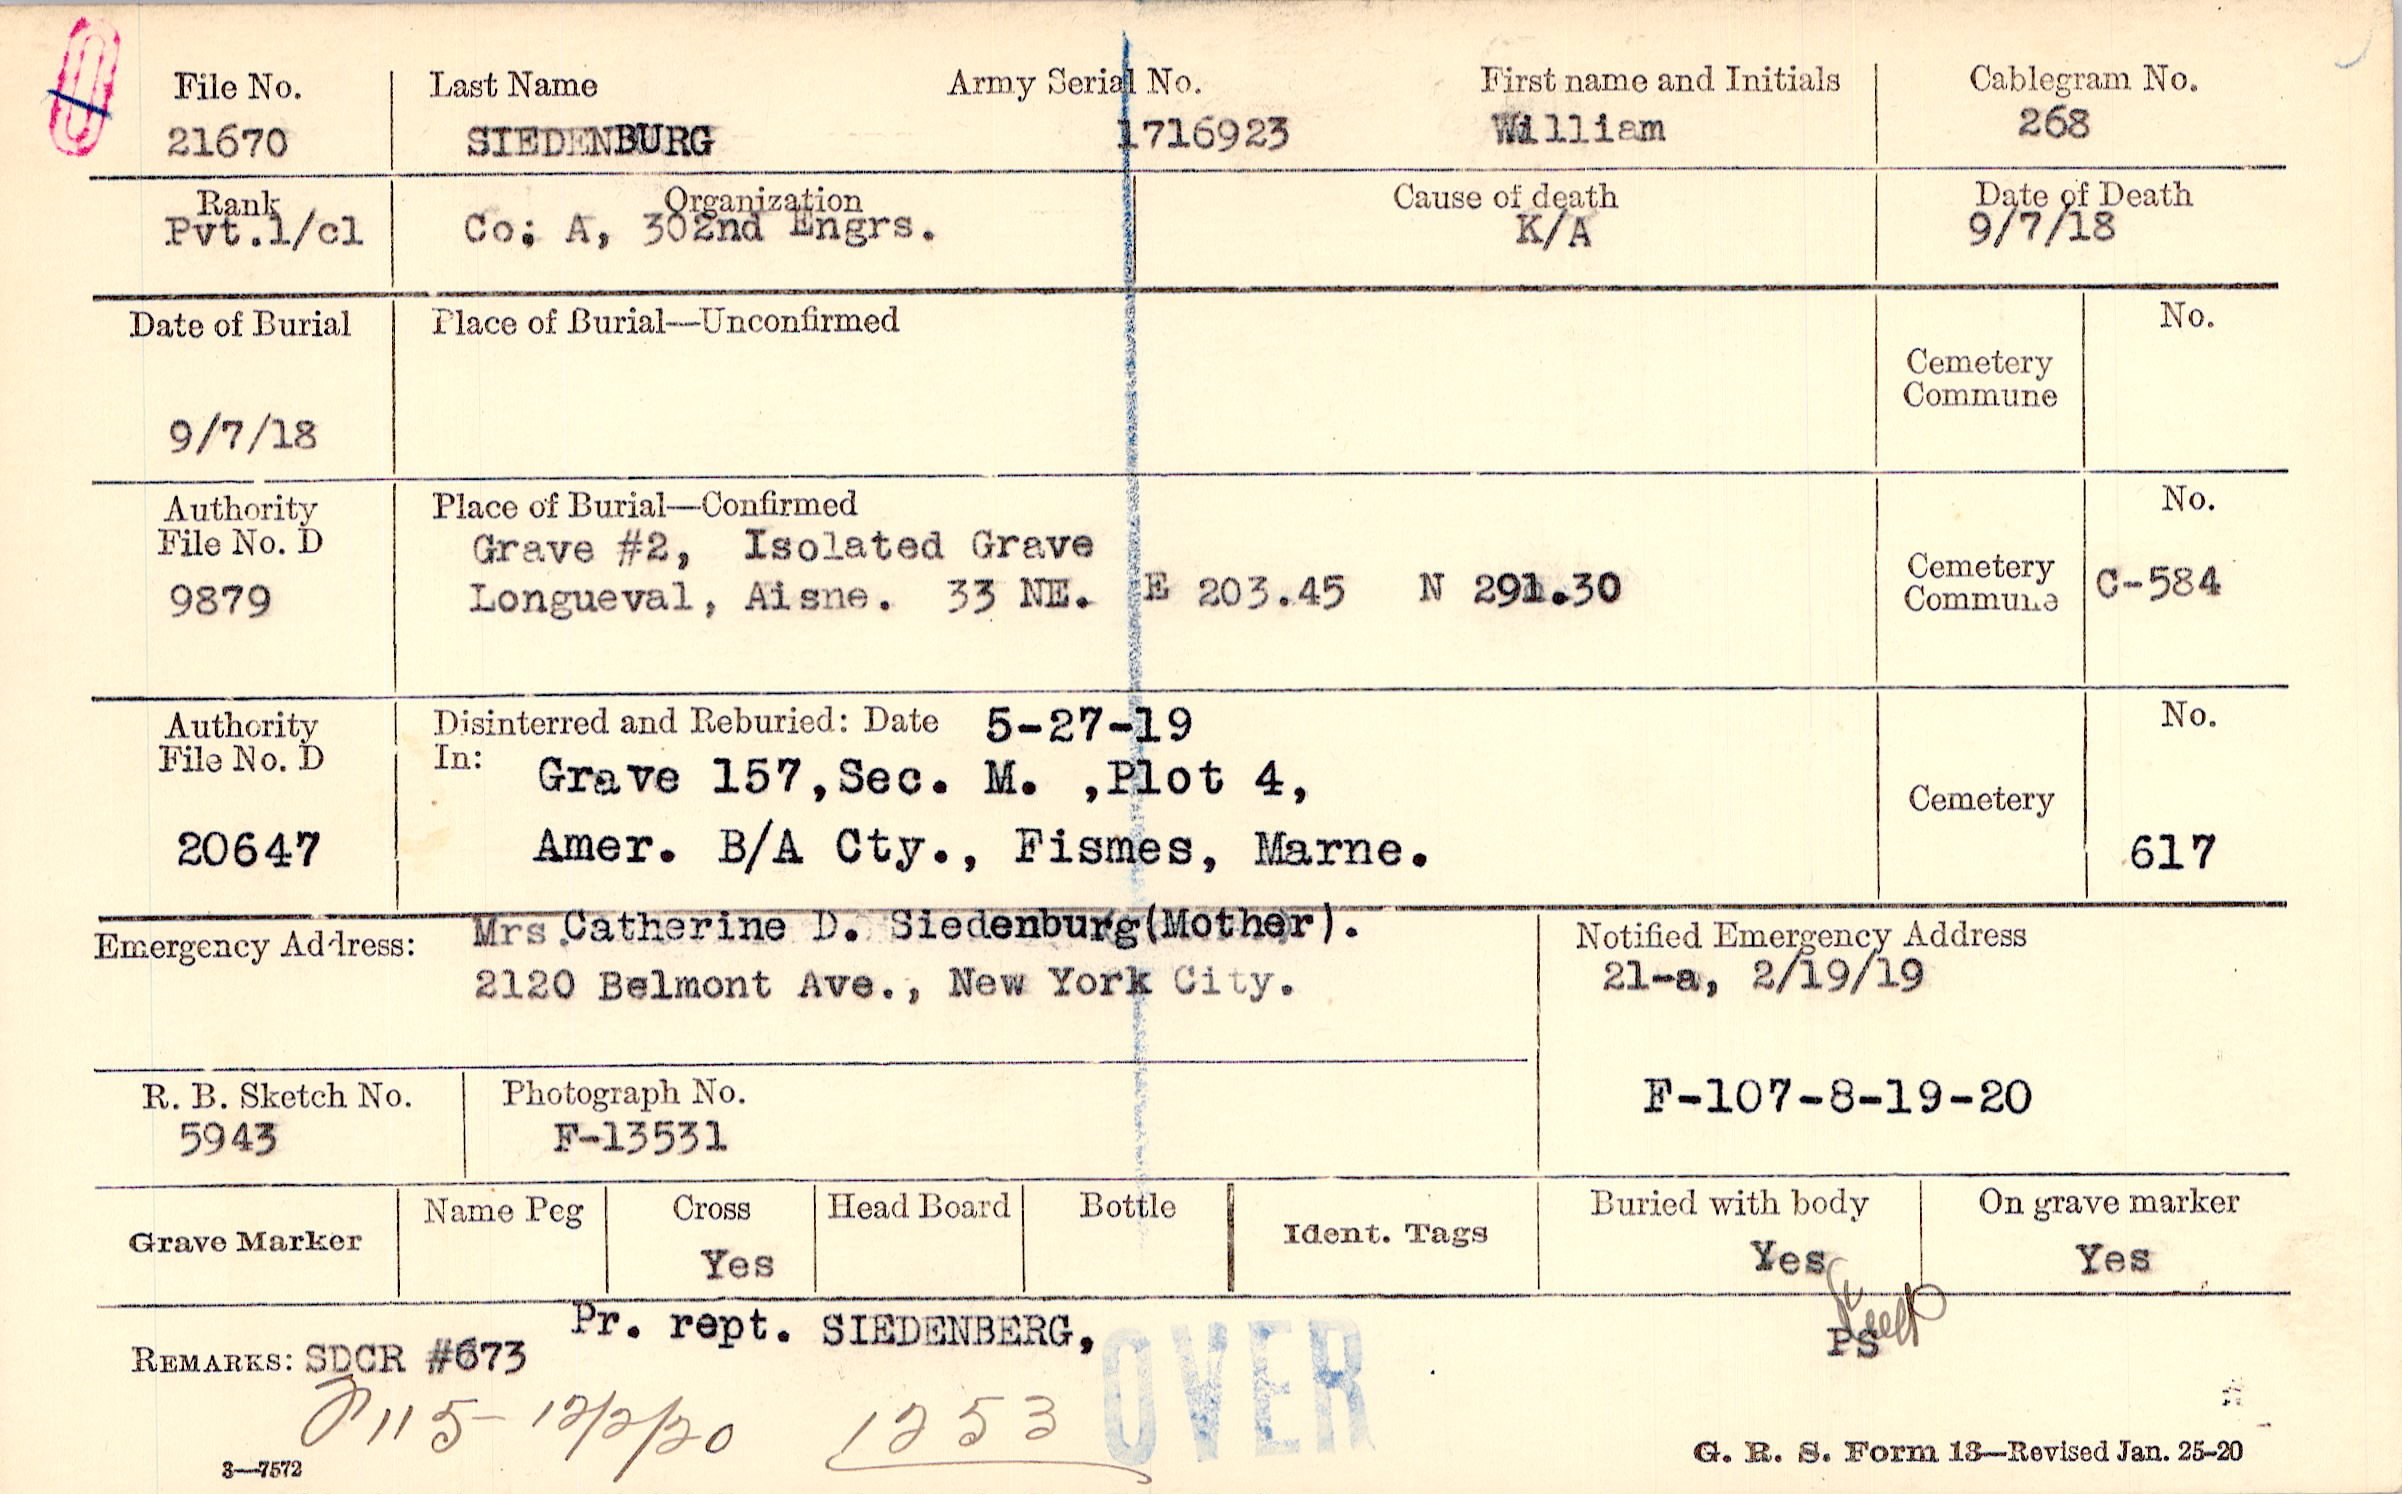 File No. Last Name Army Serial No. First name and Initials Cablegram No.
21670 SIEDENBURG 1716923 William 268
Rank Organization Cause of death Date of Death
Pvt.1/cl Co; A, 302nd Engrs. K/A 9/7/18
Date of Burial Place of Burial—Unconfirmed No.
Cemetery
Commune
9/7/18
Authority Place of Burial—Confirmed No.
File No. D Grave #2, Isolated Grave
9879 Longueval, Aisne. 33 NE. E 203.45 N 291.30 Cemetery Commune C-584
Authority Disinterred and Reburied: Date 5-27-19 No.
File No. D In: Grave 157,Sec. M. ,Plot 4,
Cemetery
20647 Amer. B/A Cty., Fismes, Marne. 617
Emergency Address: Mrs.Catherine D. Siedenburg(Mother). Notified Emergency Address
2120 Belmont Ave., New York City. 21-a, 2/19/19
R. B. Sketch No. Photograph No. F-107-8-19-20
5943 F-13531
Grave Marker Name Peg Cross Head Board Bottle Ident. Tags Buried with body On grave marker
Yes Yes Yes
Pr. rept. SIEDENBERG,
REMARKS: SDCR #673 PS
115- 12/2/20 1253 OVER
3—7572 G. R. S. Form 13—Revised Jan. 25-20